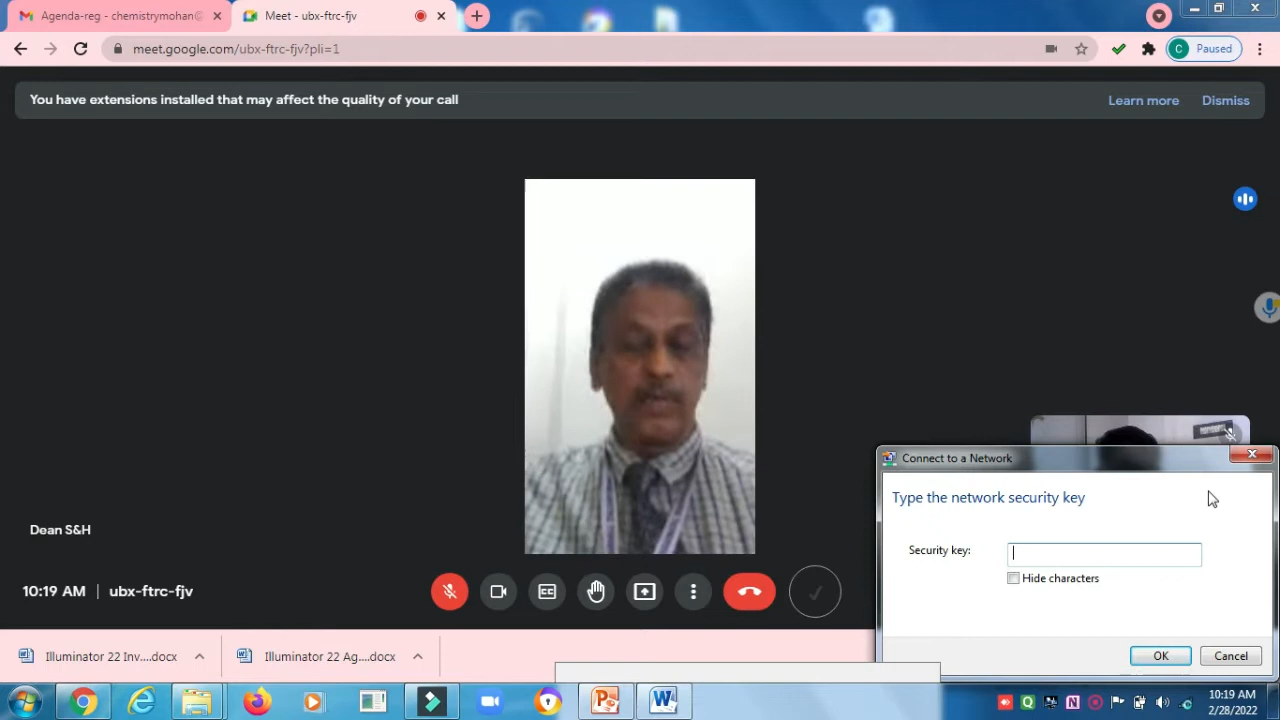 Agenda-reg - chemistrymohan@
Meet - ubx-ftrc-fjv
meet.google.com/ubx-ftrc-fjv?pli=1
C Paused
You have extensions installed that may affect the quality of your call
Learn more Dismiss
Connect to a Network
Type the network security key
Security key:
Hide characters
OK Cancel
Dean S&H
10:19 AM | ubx-ftrc-fjv
CC
Illuminator 22 Inv....docx
Illuminator 22 Ag....docx
10:19 AM
2/28/2022